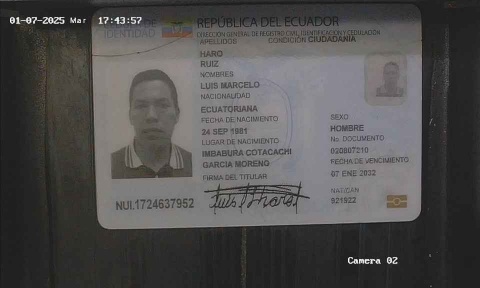 01-07-2025 Mar 17:43:57
REPÚBLICA DEL ECUADOR
IDENTIDAD
DIRECCIÓN GENERAL DE REGISTRO CIVIL, IDENTIFICACIÓN Y CEDULACIÓN
APELLIDOS
CONDICIÓN CIUDADANÍA
HARO
RUIZ
NOMBRES
LUIS MARCELO
NACIONALIDAD
ECUATORIANA
FECHA DE NACIMIENTO
24 SEP 1981
LUGAR DE NACIMIENTO
IMBABURA COTACACHI
GARCIA MORENO
FIRMA DEL TITULAR
SEXO
HOMBRE
No. DOCUMENTO
020807210
FECHA DE VENCIMIENTO
07 ENE 2032
NAT/CAN
921922
NUI.1724637952
Camera 02